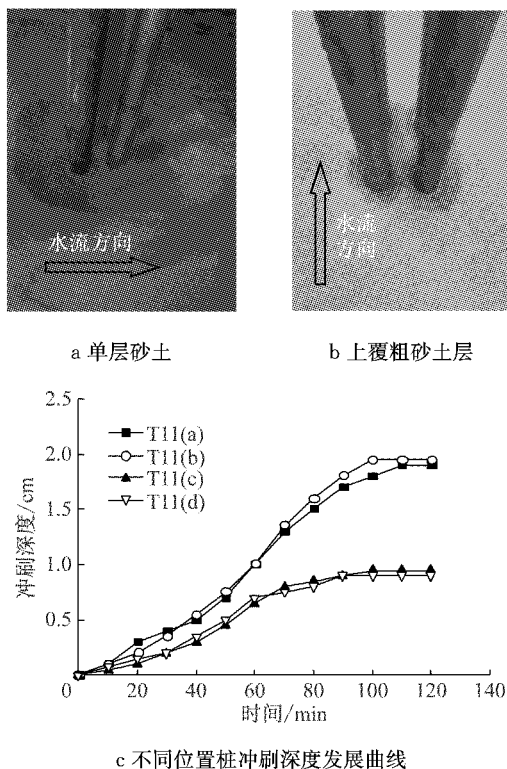 水流方向
水流
方向
a 单层砂土
b 上覆粗砂土层
2.5
2.0
1.5
1.0
0.5
0
20
40
60
80
100
120
140
T11(a)
T11(b)
T11(c)
T11(d)
冲刷深度/cm
时间/min
c 不同位置桩冲刷深度发展曲线